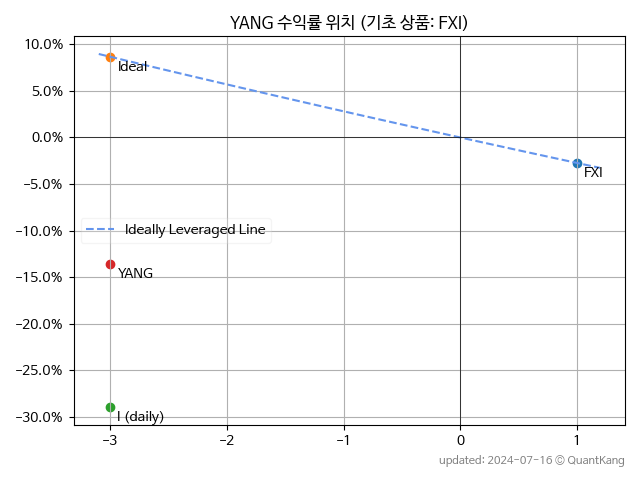 YANG 수익률 위치 (기초 상품: FXI)
10.0%
Ideal
5.0%
0.0%
FXI
−5.0%
−10.0%
Ideally Leveraged Line
−15.0%
YANG
−20.0%
−25.0%
−30.0%
I (daily)
−3
−2
−1
0
1
updated: 2024-07-16 © QuantKang